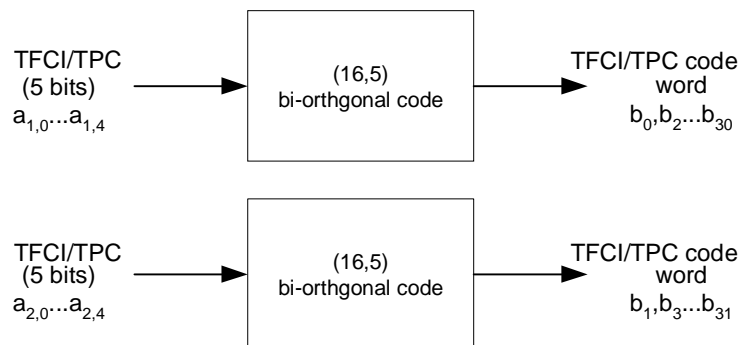 TFCI/TPC
(5 bits)
a1,0...a1,4
(16,5)
bi-orthgonal code
TFCI/TPC code
word
b0,b2...b30
TFCI/TPC
(5 bits)
a2,0...a2,4
(16,5)
bi-orthgonal code
TFCI/TPC code
word
b1,b3...b31